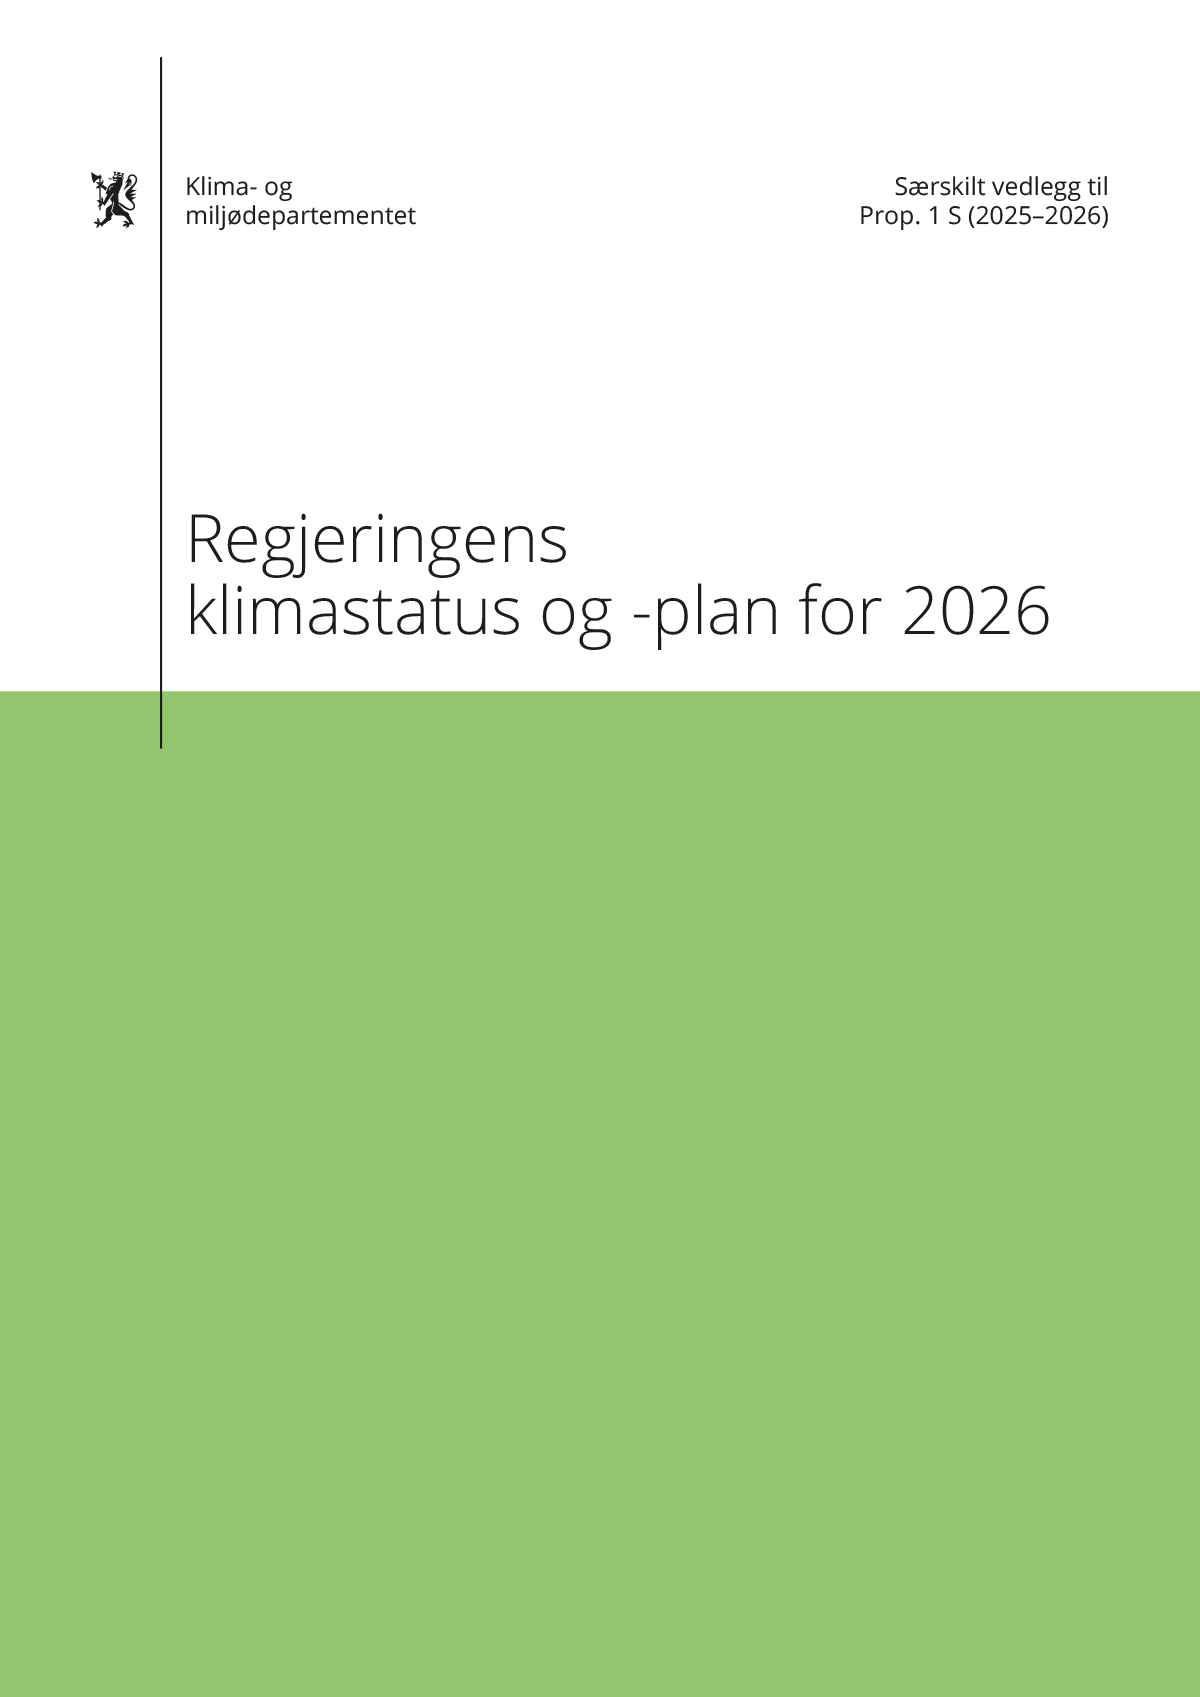 Klima- og
miljødepartementet
Særskilt vedlegg til
Prop. 1 S (2025–2026)
Regjeringens
klimastatus og -plan for 2026